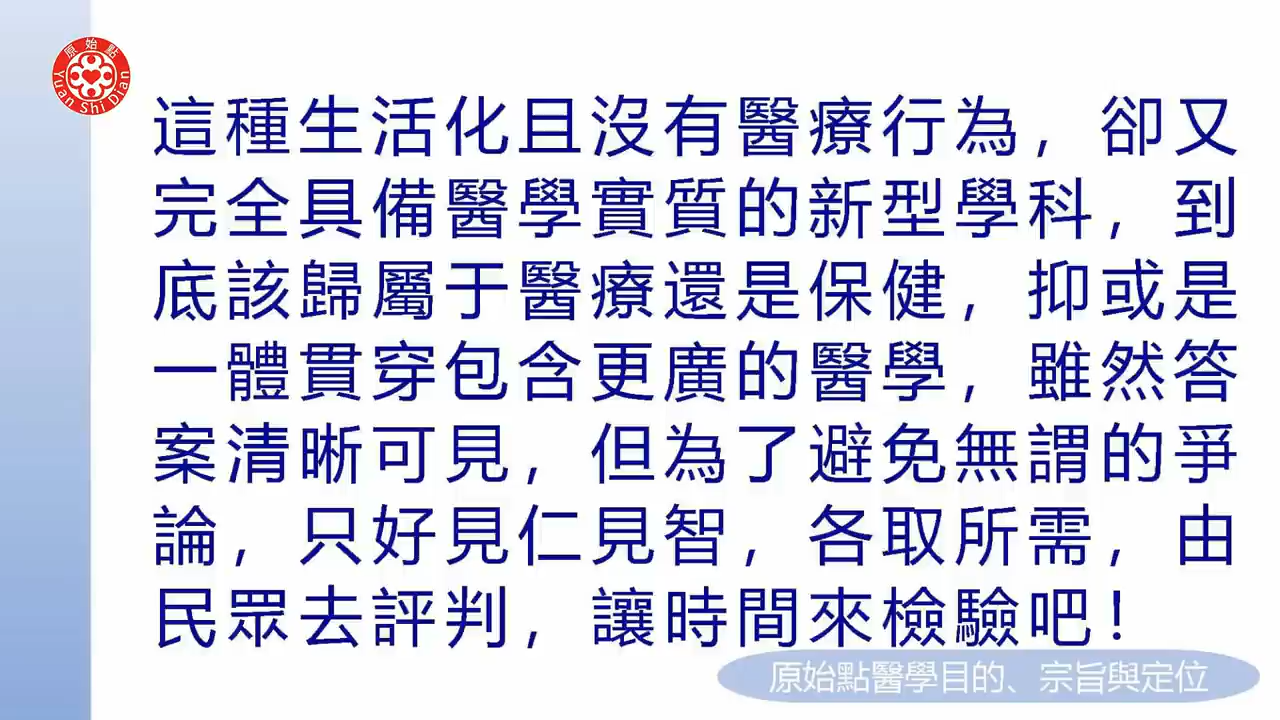 原始點
Yuan Shi Dian
這種生活化且沒有醫療行為，卻又
完全具備醫學實質的新型學科，到
底該歸屬于醫療還是保健，抑或是
一體貫穿包含更廣的醫學，雖然答
案清晰可見，但為了避免無謂的爭
論，只好見仁見智，各取所需，由
民眾去評判，讓時間來檢驗吧！
原始點醫學目的、宗旨與定位